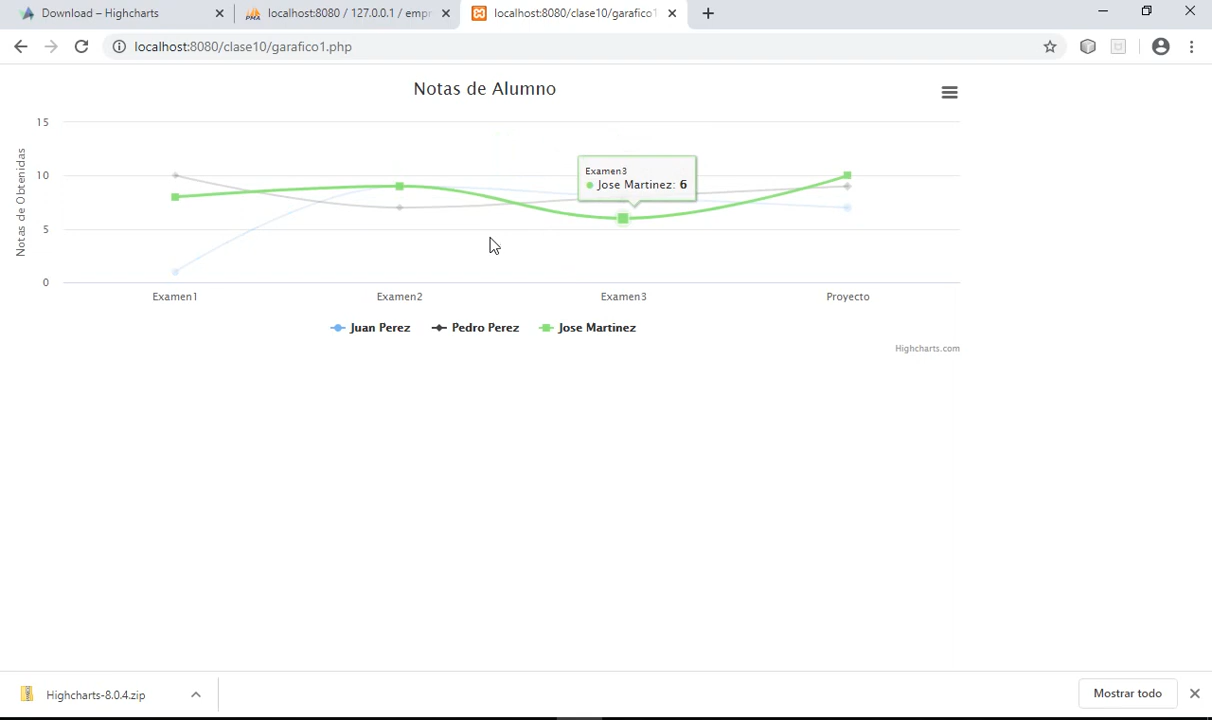 Download – Highcharts
localhost:8080 / 127.0.0.1 / empr
localhost:8080/clase10/garafico1
localhost:8080/clase10/garafico1.php
Notas de Alumno
15
10
5
0
Notas de Obtenidas
Examen3
Jose Martinez: 6
Examen1
Examen2
Examen3
Proyecto
Juan Perez
Pedro Perez
Jose Martinez
Highcharts.com
Highcharts-8.0.4.zip
Mostrar todo